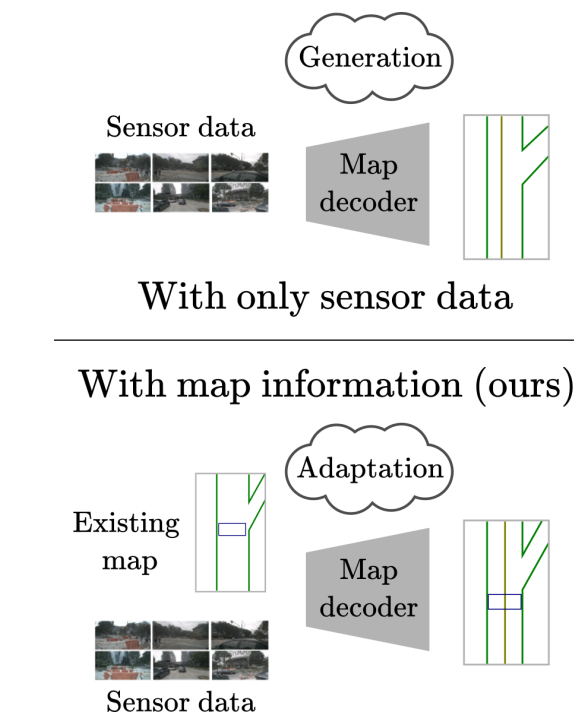 Generation
Sensor data
Map
decoder
With only sensor data
With map information (ours)
Adaptation
Existing
map
Map
decoder
Sensor data